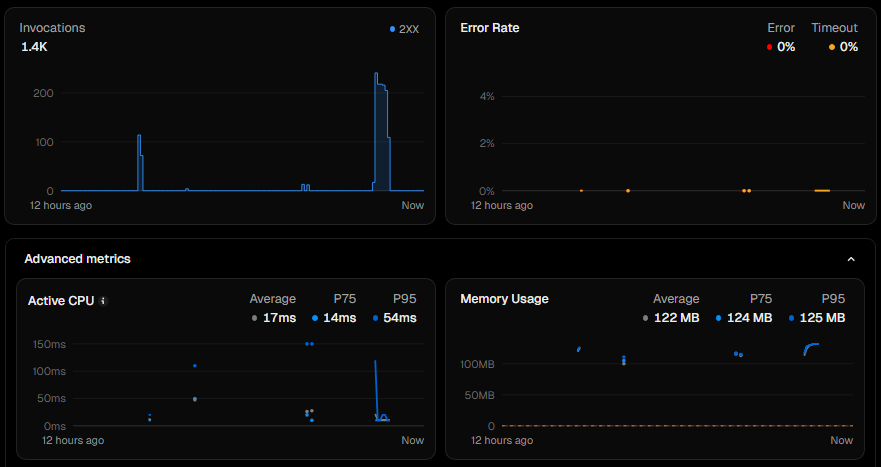 Invocations
2XX
1.4K
200
100
0
12 hours ago Now
Error Rate Error Timeout
0% 0%
4%
2%
0%
12 hours ago Now
Advanced metrics
Active CPU i Average P75 P95
17ms 14ms 54ms
150ms
100ms
50ms
0ms
12 hours ago Now
Memory Usage Average P75 P95
122 MB 124 MB 125 MB
100MB
50MB
0
12 hours ago Now